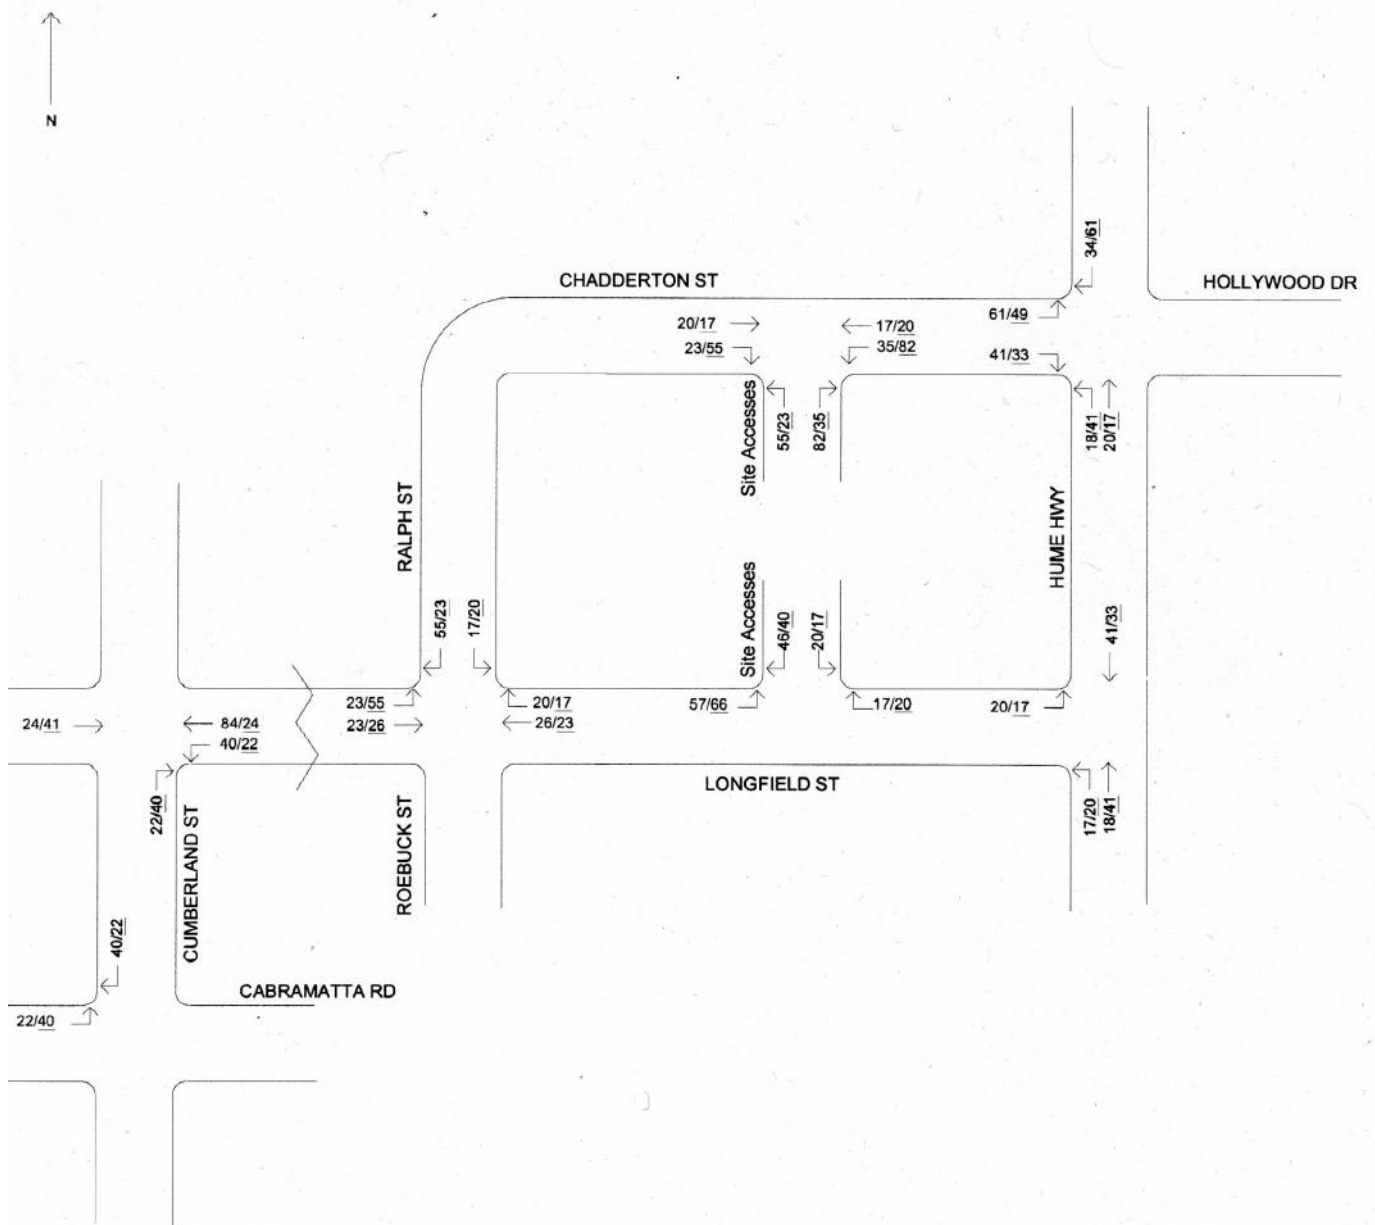 N
34/61
CHADDERTON ST
HOLLYWOOD DR
61/49
20/17
17/20
23/55
35/82
41/33
Site Accesses
55/23
82/35
18/41
20/17
RALPH ST
HUME HWY
Site Accesses
55/23
17/20
46/40
20/17
41/33
23/55
20/17
57/66
17/20
20/17
24/41
84/24
23/26
26/23
40/22
LONGFIELD ST
22/40
CUMBERLAND ST
ROEBUCK ST
17/20
18/41
40/22
CABRAMATTA RD
22/40